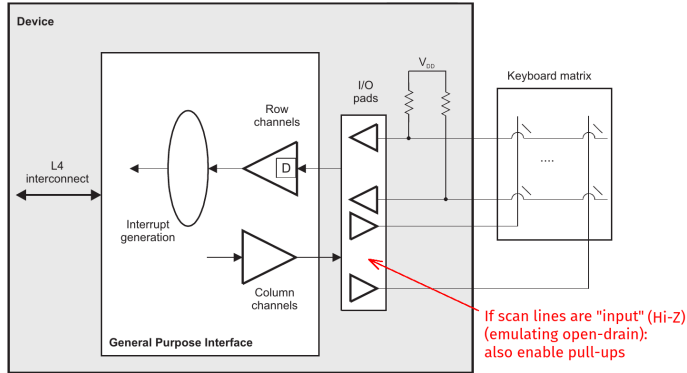 Device
V_DD
Keyboard matrix
I/O
pads
Row
channels
D
L4
interconnect
....
Interrupt
generation
Column
channels
General Purpose Interface
If scan lines are "input" (Hi-Z)
(emulating open-drain):
also enable pull-ups